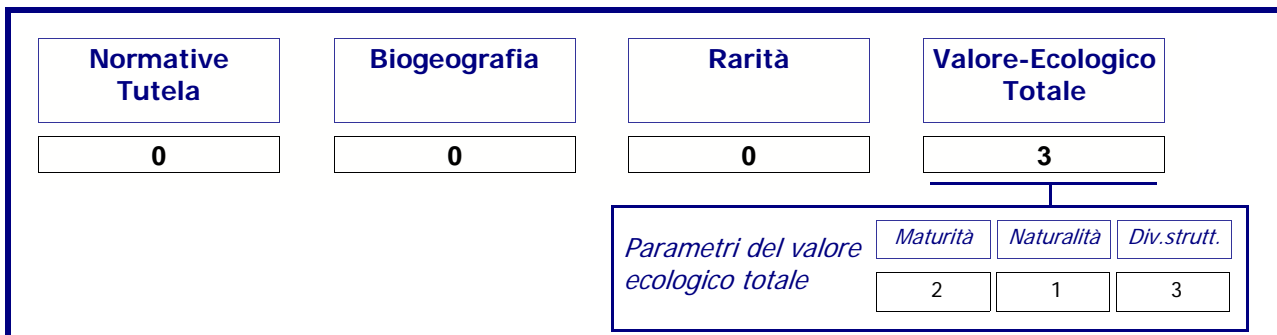 Normative
Tutela
Biogeografia
Rarità
Valore-Ecologico
Totale
0
0
0
3
Parametri del valore
ecologico totale
Maturità
Naturalità
Div.strutt.
2
1
3